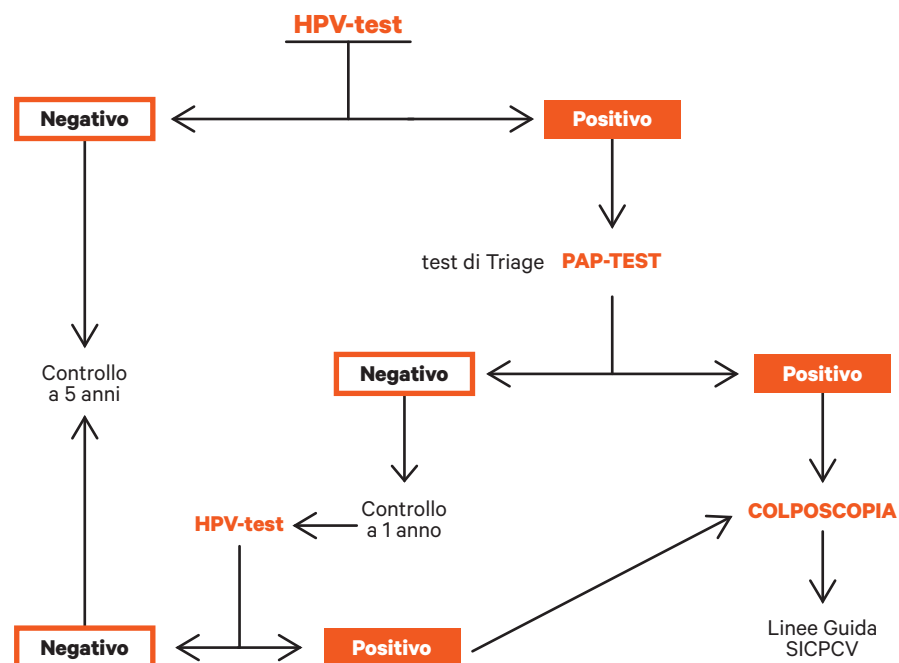 HPV-test
Negativo
Positivo
test di Triage PAP-TEST
Controllo
a 5 anni
Negativo
Positivo
HPV-test
Controllo
a 1 anno
COLPOSCOPIA
Negativo
Positivo
Linee Guida
SICPCV